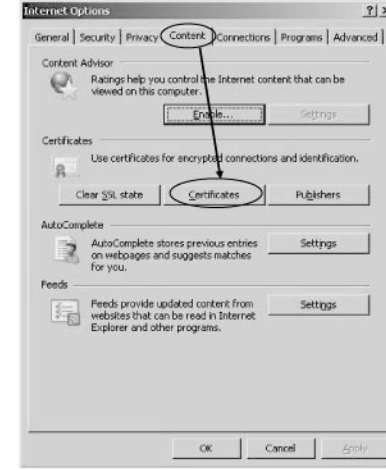 Internet Options
General Security Privacy Content Connections Programs Advanced
Content Advisor
Ratings help you control the Internet content that can be
viewed on this computer.
Enable... Settings
Certificates
Use certificates for encrypted connections and identification.
Clear SSL state Certificates Publishers
AutoComplete
AutoComplete stores previous entries
on webpages and suggests matches
for you.
Settings
Feeds
Feeds provide updated content from
websites that can be read in Internet
Explorer and other programs.
Settings
OK Cancel Apply